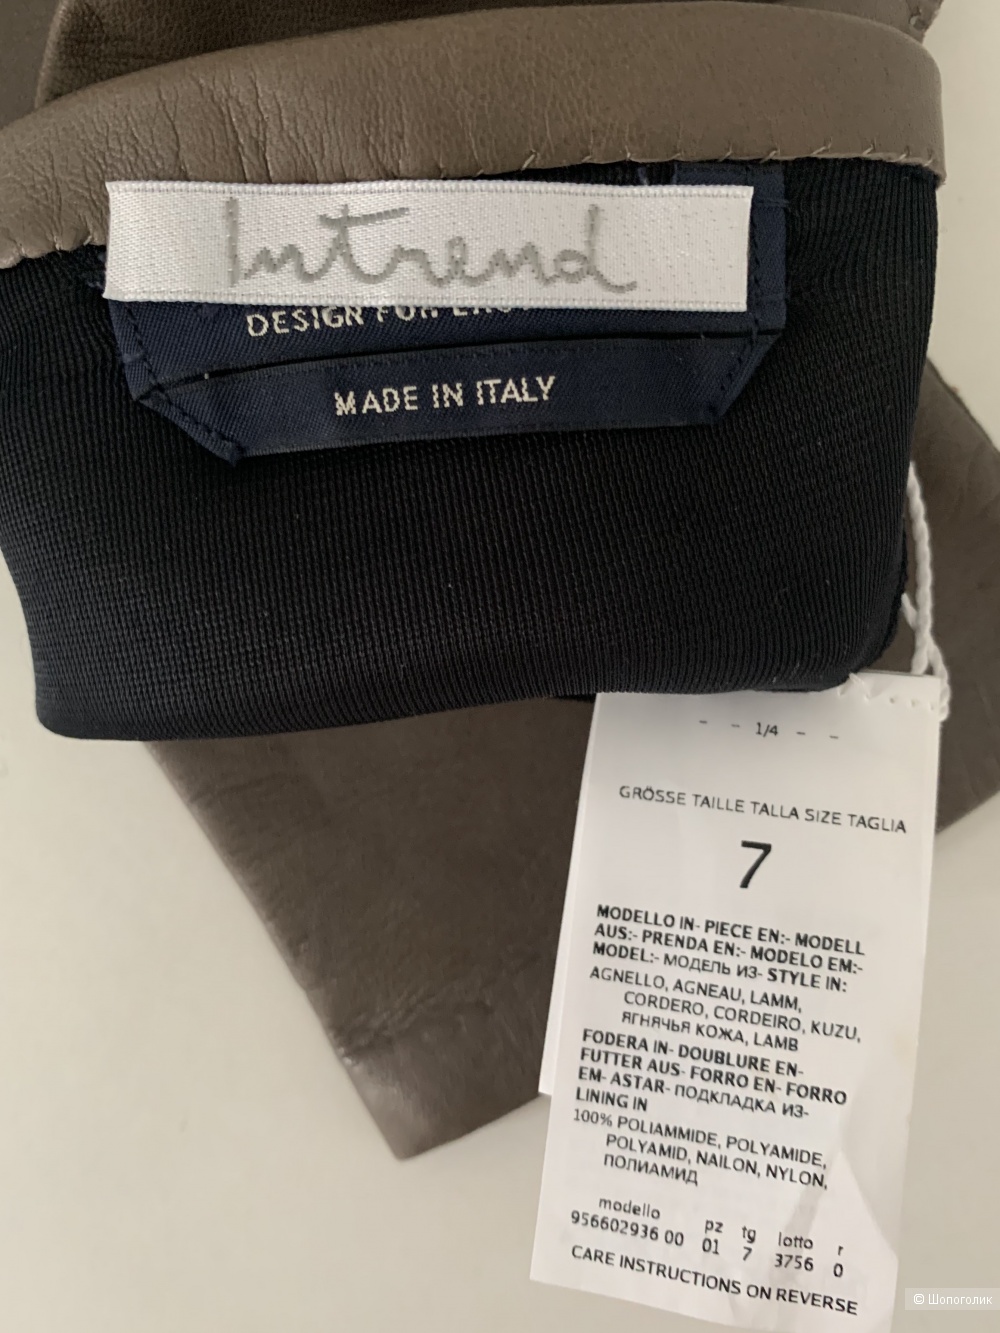 Intrend
DESIGN FOR
MADE IN ITALY
- - 1/4 - -
GRÖSSE TAILLE TALLA SIZE TAGLIA
7
MODELLO IN- PIECE EN:- MODELL
AUS:- PRENDA EN:- MODELO EM:-
MODEL:- МОДЕЛЬ ИЗ- STYLE IN:
AGNELLO, AGNEAU, LAMM,
CORDERO, CORDEIRO, KUZU,
ЯГНЯЧЬЯ КОЖА, LAMB
FODERA IN- DOUBLURE EN-
FUTTER AUS- FORRO EN- FORRO
EM- ASTAR- ПОДКЛАДКА ИЗ-
LINING IN
100% POLIAMMIDE, POLYAMIDE,
POLYAMID, NAILON, NYLON,
ПОЛИАМИД
modello pz tg lotto r
956602936 00 01 7 3756 0
CARE INSTRUCTIONS ON REVERSE
© Шопоголик